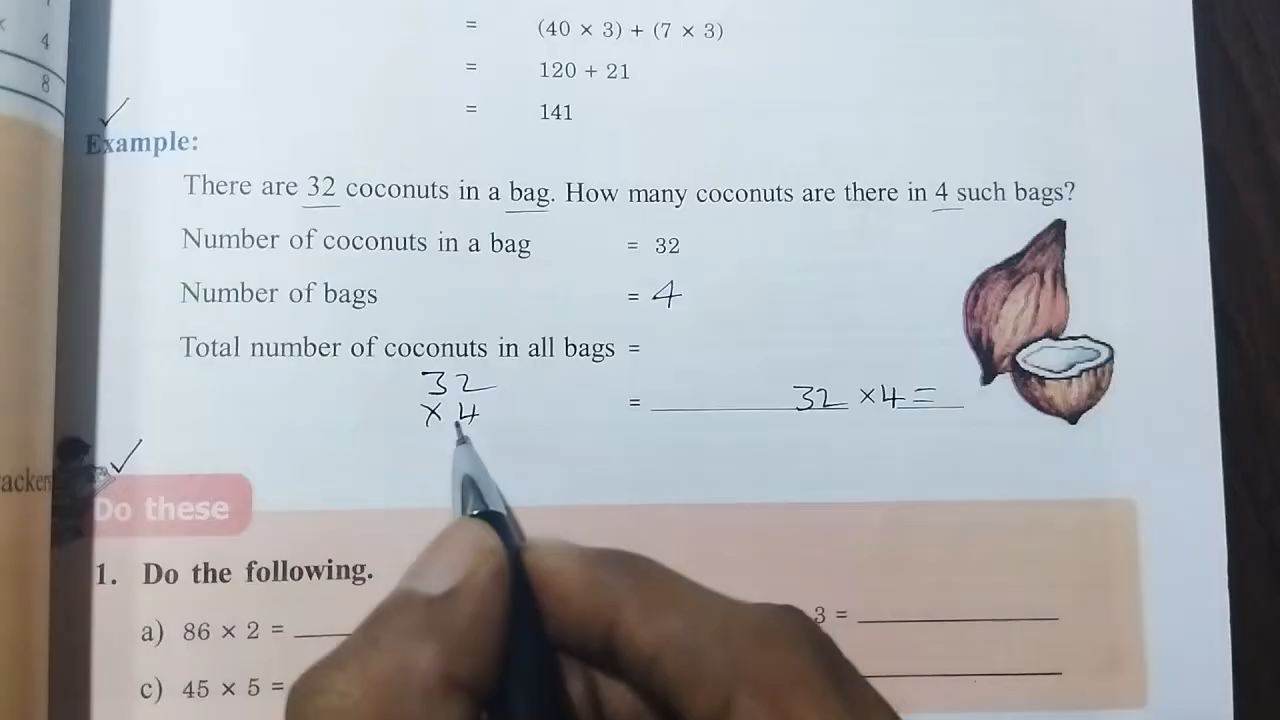 4
8
= (40 × 3) + (7 × 3)
= 120 + 21
= 141
Example:
There are 32 coconuts in a bag. How many coconuts are there in 4 such bags?
Number of coconuts in a bag = 32
Number of bags = 4
Total number of coconuts in all bags =
32
× 4
= 32 × 4 =
Do these
1. Do the following.
a) 86 × 2 =
3 =
c) 45 × 5 =